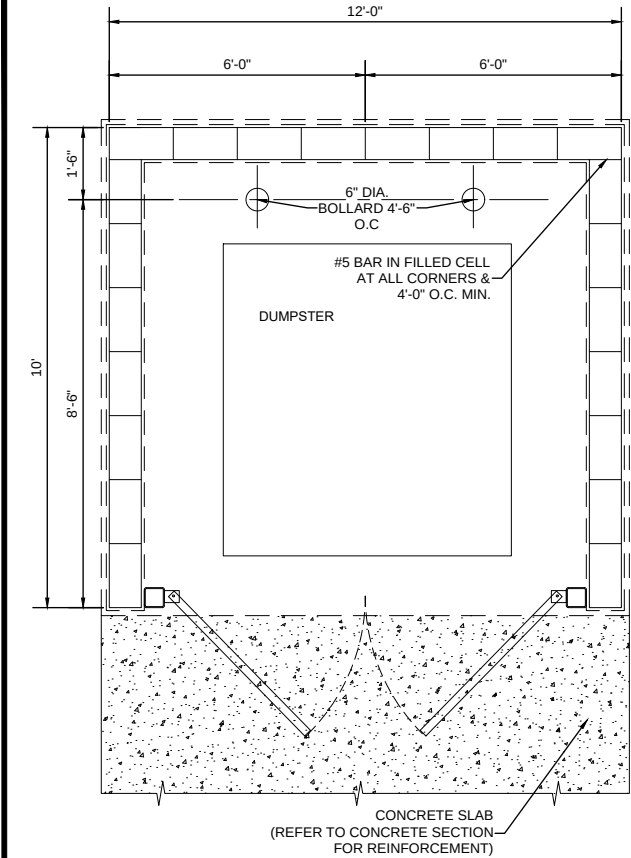 12'-0"
6'-0"
6'-0"
1'-6"
6" DIA.
BOLLARD 4'-6"
O.C
#5 BAR IN FILLED CELL
AT ALL CORNERS &
4'-0" O.C. MIN.
DUMPSTER
10'
8'-6"
CONCRETE SLAB
(REFER TO CONCRETE SECTION
FOR REINFORCEMENT)